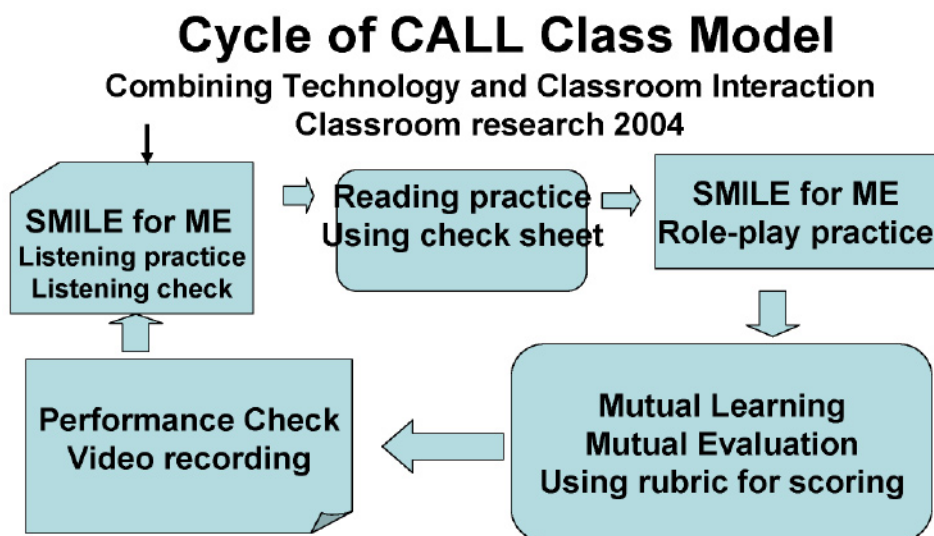 Cycle of CALL Class Model
Combining Technology and Classroom Interaction
Classroom research 2004
SMILE for ME
Listening practice
Listening check
Reading practice
Using check sheet
SMILE for ME
Role-play practice
Mutual Learning
Mutual Evaluation
Using rubric for scoring
Performance Check
Video recording